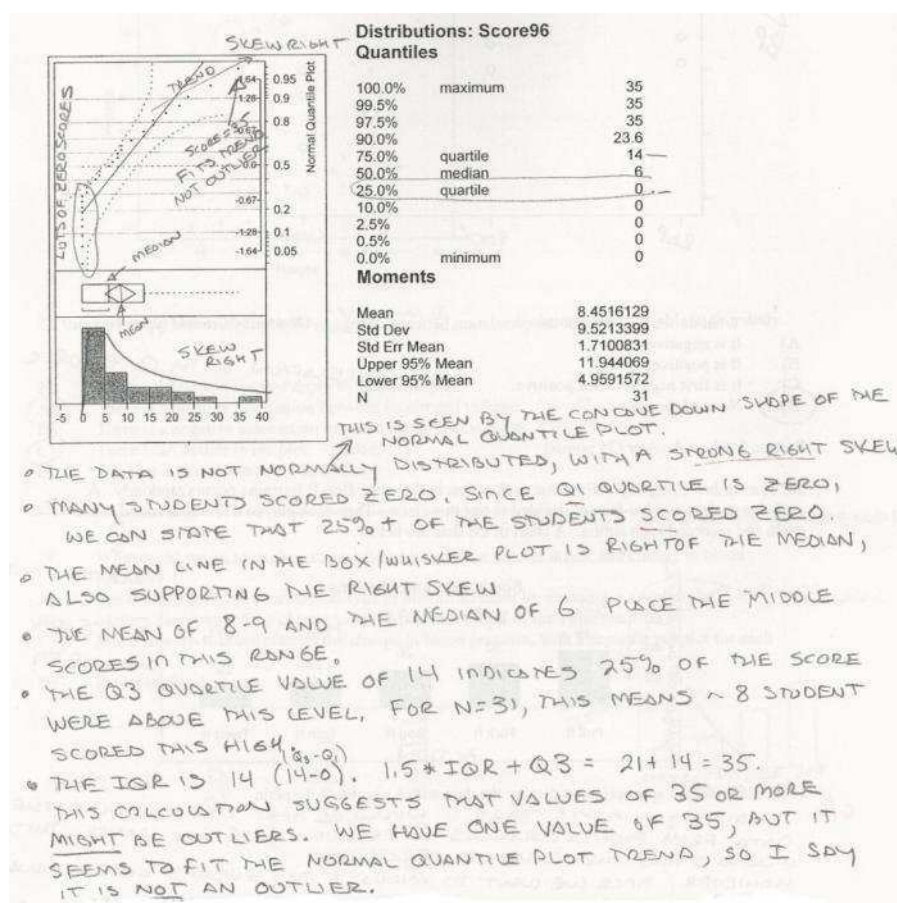 SKEW RIGHT
Distributions: Score96
Quantiles
100.0% maximum 35
99.5% 35
97.5% 35
90.0% 23.6
75.0% quartile 14
50.0% median 6
25.0% quartile 0
10.0% 0
2.5% 0
0.5% 0
0.0% minimum 0
Moments
Mean 8.4516129
Std Dev 9.5213399
Std Err Mean 1.7100831
Upper 95% Mean 11.944069
Lower 95% Mean 4.9591572
N 31
LOTS OF ZERO SCORES
TREND
SCORE=35
FITS TREND
NOT OUTLIER
1.64
1.28
0.67
0.0
-0.67
-1.28
-1.64
0.95
0.9
0.8
0.5
0.2
0.1
0.05
Normal Quantile Plot
MEDIAN
MEAN
SKEW
RIGHT
-5 0 5 10 15 20 25 30 35 40
THIS IS SEEN BY THE CONCAVE DOWN SHAPE OF THE
NORMAL QUANTILE PLOT.
• THE DATA IS NOT NORMALLY DISTRIBUTED, WITH A STRONG RIGHT SKEW
• MANY STUDENTS SCORED ZERO. SINCE Q1 QUARTILE IS ZERO,
WE CAN STATE THAT 25%+ OF THE STUDENTS SCORED ZERO.
• THE MEAN LINE IN THE BOX/WHISKER PLOT IS RIGHT OF THE MEDIAN,
ALSO SUPPORTING THE RIGHT SKEW
• THE MEAN OF 8-9 AND THE MEDIAN OF 6 PLACE THE MIDDLE
SCORES IN THIS RANGE.
• THE Q3 QUARTILE VALUE OF 14 INDICATES 25% OF THE SCORE
WERE ABOVE THIS LEVEL, FOR N=31, THIS MEANS ~ 8 STUDENT
SCORED THIS HIGH.
(Q3-Q1)
• THE IQR IS 14 (14-0). 1.5 * IQR + Q3 = 21 + 14 = 35.
THIS CALCULATION SUGGESTS THAT VALUES OF 35 OR MORE
MIGHT BE OUTLIERS. WE HAVE ONE VALUE OF 35, BUT IT
SEEMS TO FIT THE NORMAL QUANTILE PLOT TREND, SO I SAY
IT IS NOT AN OUTLIER.